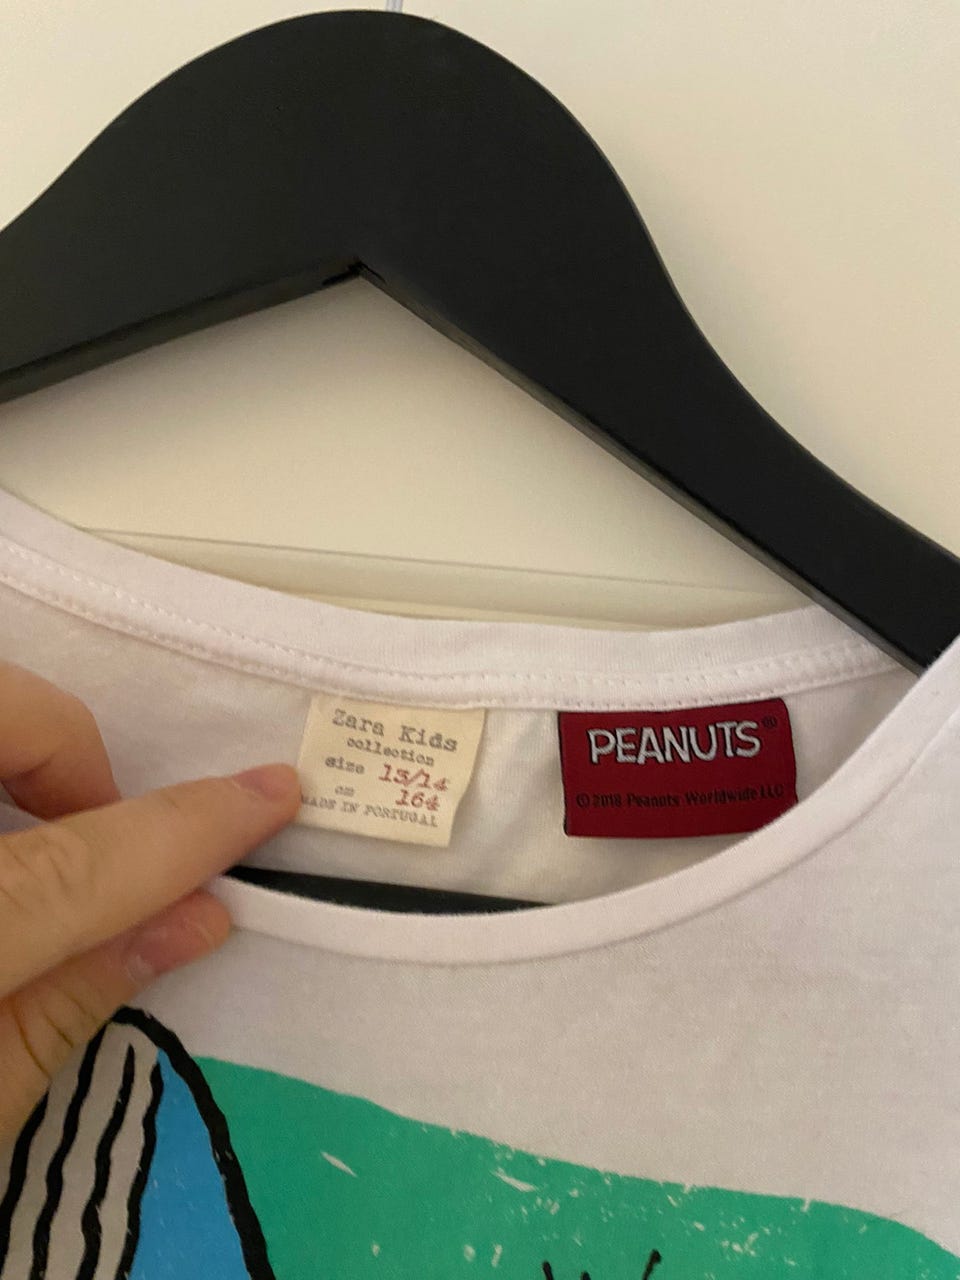 Zara Kids
collection
size 13/14
cm 164
MADE IN PORTUGAL
PEANUTS®
© 2018 Peanuts Worldwide LLC